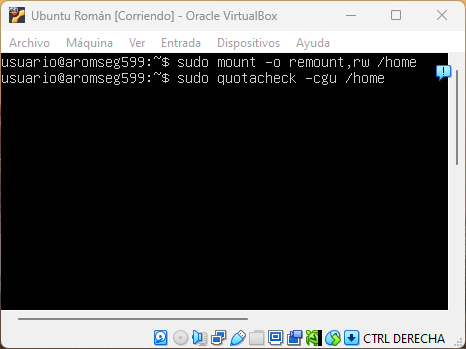 Ubuntu Román [Corriendo] - Oracle VirtualBox
Archivo Máquina Ver Entrada Dispositivos Ayuda
usuario@aromseg599:~$ sudo mount -o remount,rw /home
usuario@aromseg599:~$ sudo quotacheck -cgu /home
CTRL DERECHA